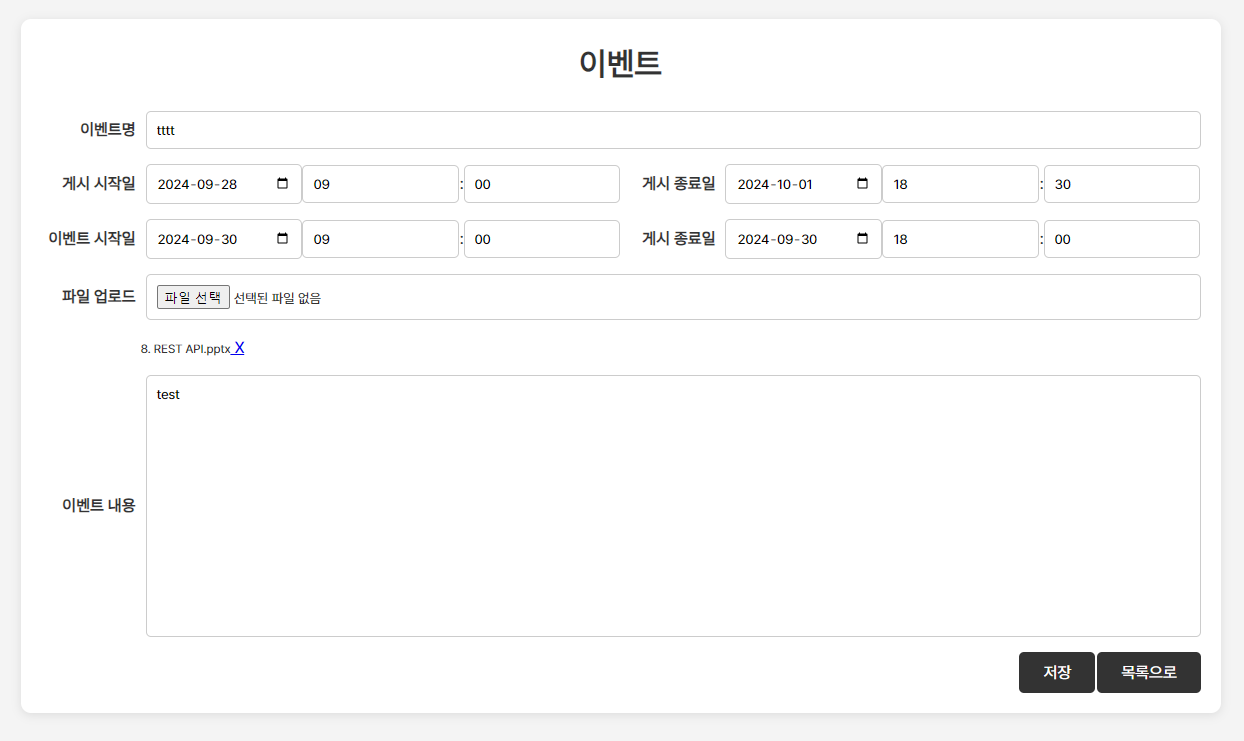 이벤트
이벤트명 tttt
게시 시작일 2024-09-28 09 : 00 게시 종료일 2024-10-01 18 : 30
이벤트 시작일 2024-09-30 09 : 00 게시 종료일 2024-09-30 18 : 00
파일 업로드 파일 선택 선택된 파일 없음
8. REST API.pptx X
이벤트 내용 test
저장 목록으로